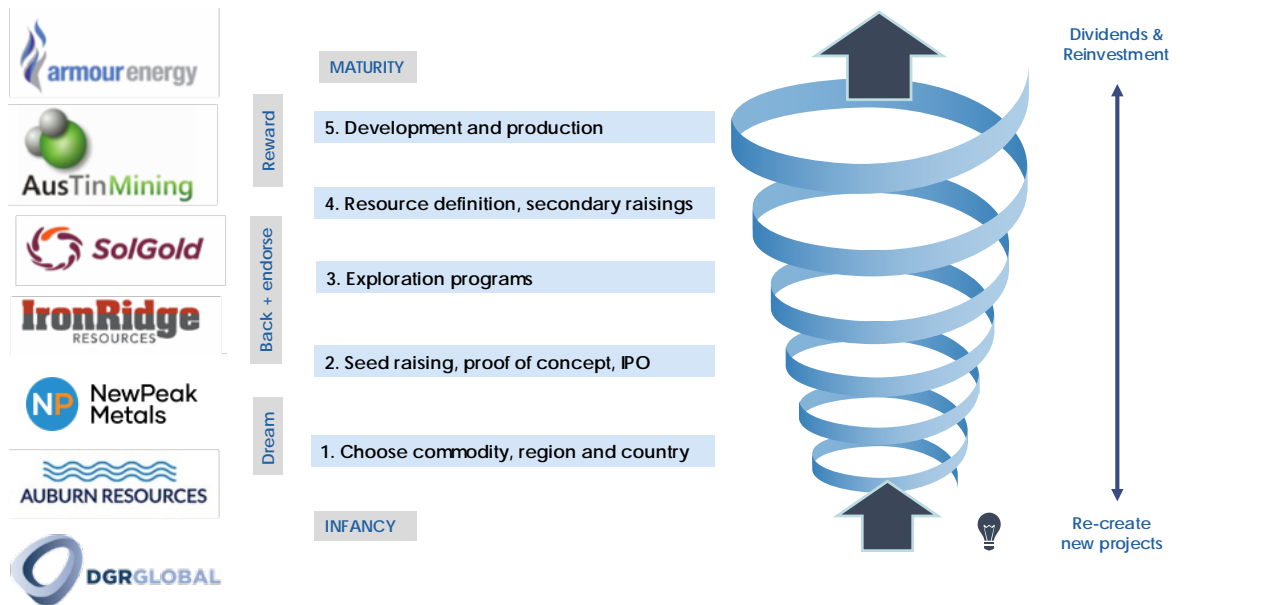 armour energy
AusTinMining
SolGold
IronRidge
RESOURCES
NP
NewPeak
Metals
AUBURN RESOURCES
DGRGLOBAL
Reward
Back + endorse
Dream
MATURITY
5. Development and production
4. Resource definition, secondary raisings
3. Exploration programs
2. Seed raising, proof of concept, IPO
1. Choose commodity, region and country
INFANCY
Dividends &
Reinvestment
Re-create
new projects